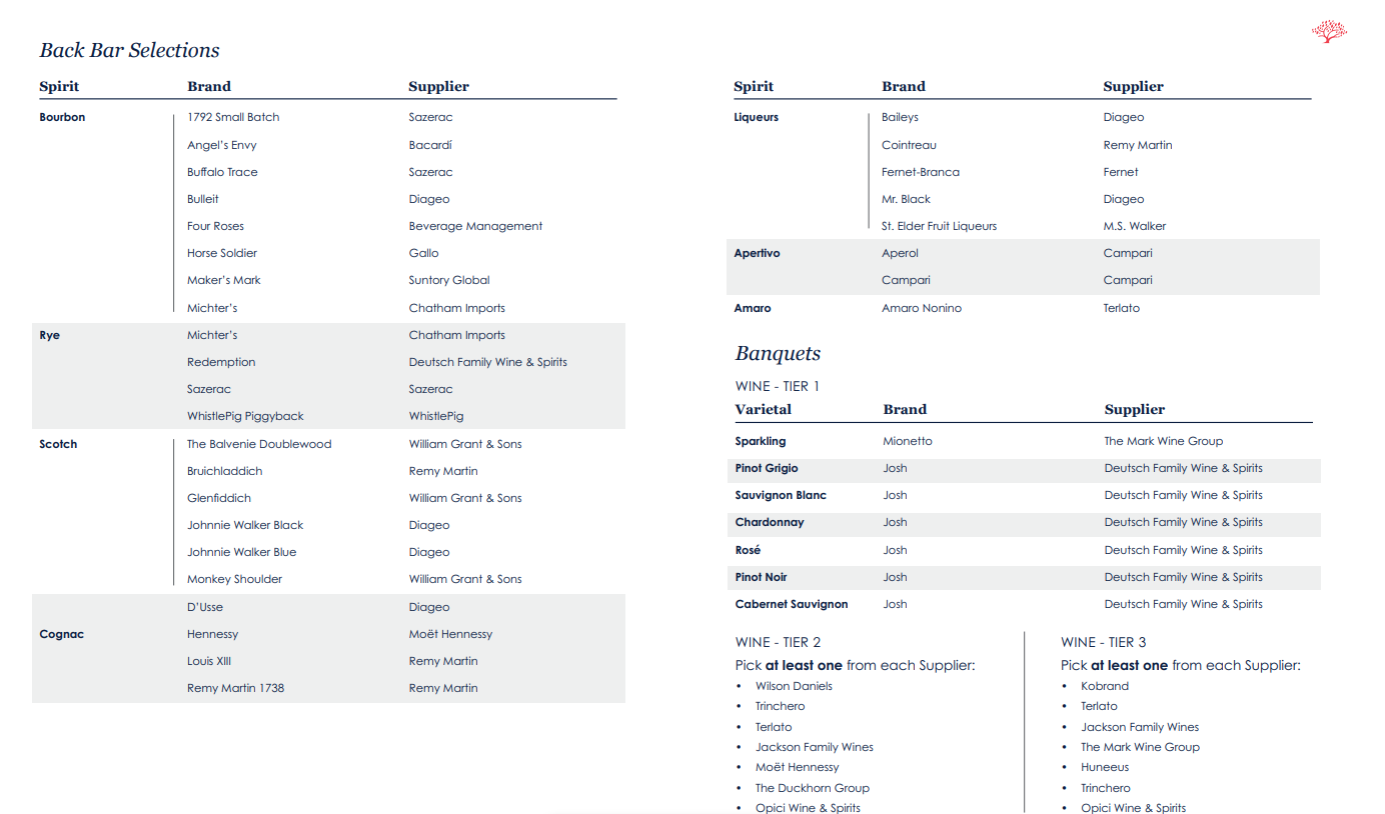 Back Bar Selections
Spirit Brand Supplier
Bourbon 1792 Small Batch Sazerac
Angel's Envy Bacardí
Buffalo Trace Sazerac
Bulleit Diageo
Four Roses Beverage Management
Horse Soldier Gallo
Maker's Mark Suntory Global
Michter's Chatham Imports
Rye Michter's Chatham Imports
Redemption Deutsch Family Wine & Spirits
Sazerac Sazerac
WhistlePig Piggyback WhistlePig
Scotch The Balvenie Doublewood William Grant & Sons
Bruichladdich Remy Martin
Glenfiddich William Grant & Sons
Johnnie Walker Black Diageo
Johnnie Walker Blue Diageo
Monkey Shoulder William Grant & Sons
D'Usse Diageo
Cognac Hennessy Moët Hennessy
Louis XIII Remy Martin
Remy Martin 1738 Remy Martin
Spirit Brand Supplier
Liqueurs Baileys Diageo
Cointreau Remy Martin
Fernet-Branca Fernet
Mr. Black Diageo
St. Elder Fruit Liqueurs M.S. Walker
Apertivo Aperol Campari
Campari Campari
Amaro Amaro Nonino Terlato
Banquets
WINE - TIER 1
Varietal Brand Supplier
Sparkling Mionetto The Mark Wine Group
Pinot Grigio Josh Deutsch Family Wine & Spirits
Sauvignon Blanc Josh Deutsch Family Wine & Spirits
Chardonnay Josh Deutsch Family Wine & Spirits
Rosé Josh Deutsch Family Wine & Spirits
Pinot Noir Josh Deutsch Family Wine & Spirits
Cabernet Sauvignon Josh Deutsch Family Wine & Spirits
WINE - TIER 2
Pick at least one from each Supplier:
• Wilson Daniels
• Trinchero
• Terlato
• Jackson Family Wines
• Moët Hennessy
• The Duckhorn Group
• Opici Wine & Spirits
WINE - TIER 3
Pick at least one from each Supplier:
• Kobrand
• Terlato
• Jackson Family Wines
• The Mark Wine Group
• Huneeus
• Trinchero
• Opici Wine & Spirits